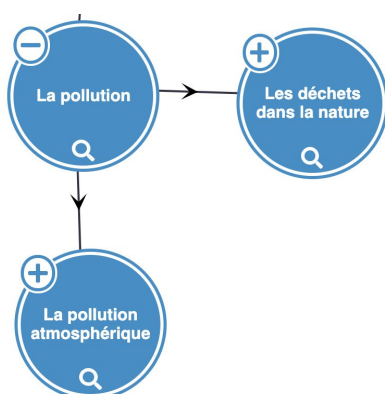 La pollution
Les déchets
dans la nature
La pollution
atmosphérique